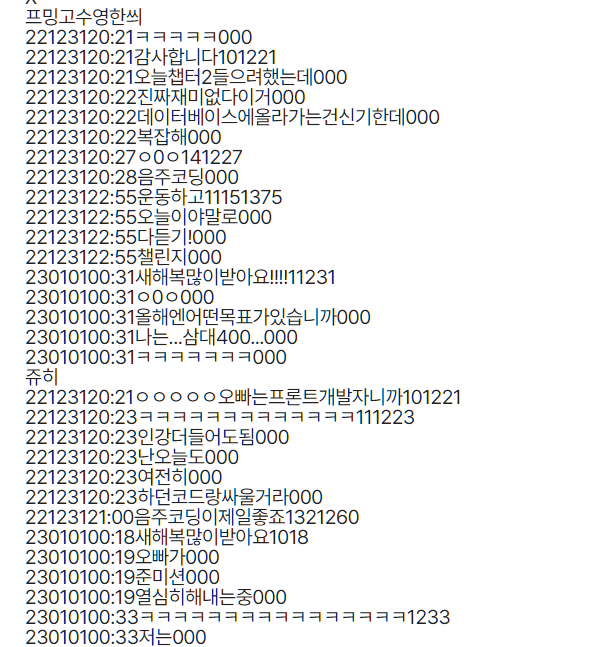 프밍고수영한씌
22123120:21ㅋㅋㅋㅋㅋ000
22123120:21감사합니다101221
22123120:21오늘챕터2들으려했는데000
22123120:22진짜재미없다이거000
22123120:22데이터베이스에올라가는건신기한데000
22123120:22복잡해000
22123120:27ㅇ0ㅇ141227
22123120:28음주코딩000
22123122:55운동하고11151375
22123122:55오늘이야말로000
22123122:55다듣기!000
22123122:55챌린지000
23010100:31새해복많이받아요!!!!11231
23010100:31ㅇ0ㅇ000
23010100:31올해엔어떤목표가있습니까000
23010100:31나는...삼대400...000
23010100:31ㅋㅋㅋㅋㅋㅋㅋ000
쥬히
22123120:21ㅇㅇㅇㅇㅇ오빠는프론트개발자니까101221
22123120:23ㅋㅋㅋㅋㅋㅋㅋㅋㅋㅋㅋㅋㅋ111223
22123120:23인강더들어도됨000
22123120:23난오늘도000
22123120:23여전히000
22123120:23하던코드랑싸울거라000
22123121:00음주코딩이제일좋죠1321260
23010100:18새해복많이받아요1018
23010100:19오빠가000
23010100:19준미션000
23010100:19열심히해내는중000
23010100:33ㅋㅋㅋㅋㅋㅋㅋㅋㅋㅋㅋㅋㅋㅋㅋㅋ1233
23010100:33저는000